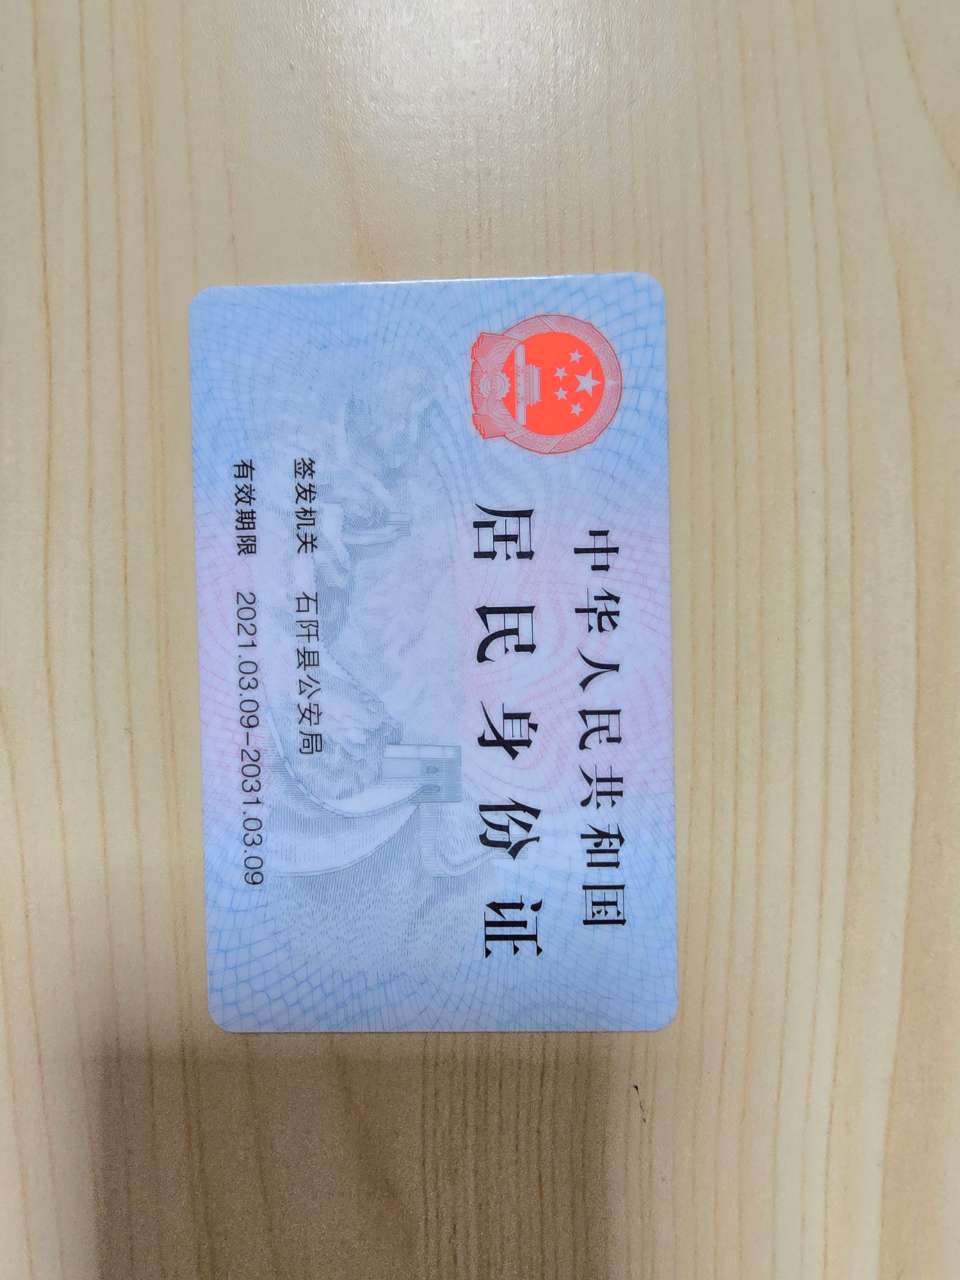 中华人民共和国
居民身份证
签发机关 石阡县公安局
有效期限 2021.03.09-2031.03.09